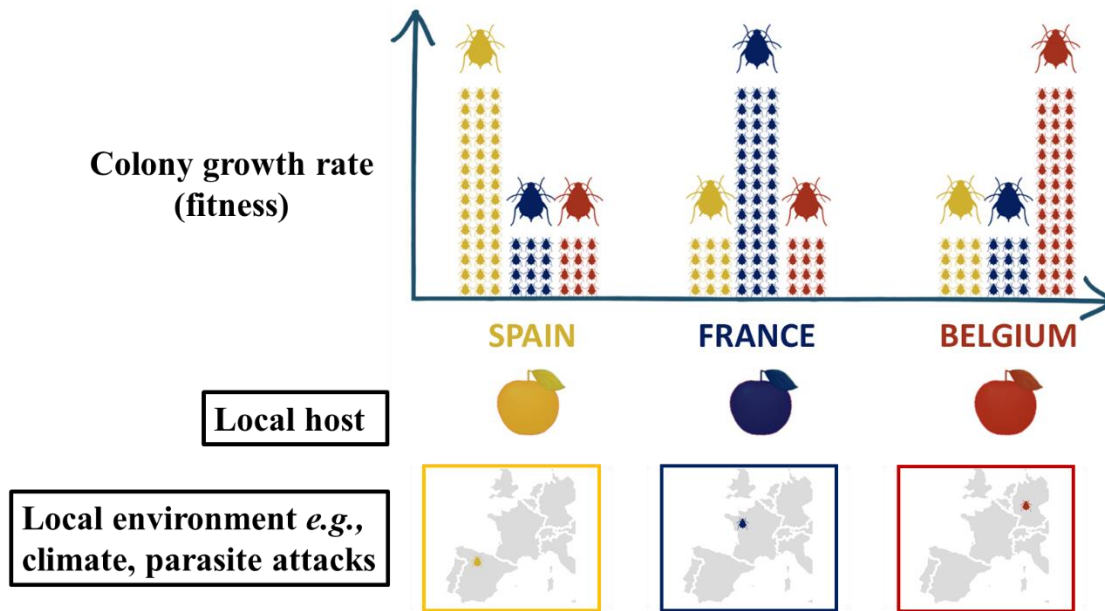 Colony growth rate
(fitness)
SPAIN
FRANCE
BELGIUM
Local host
Local environment e.g.,
climate, parasite attacks